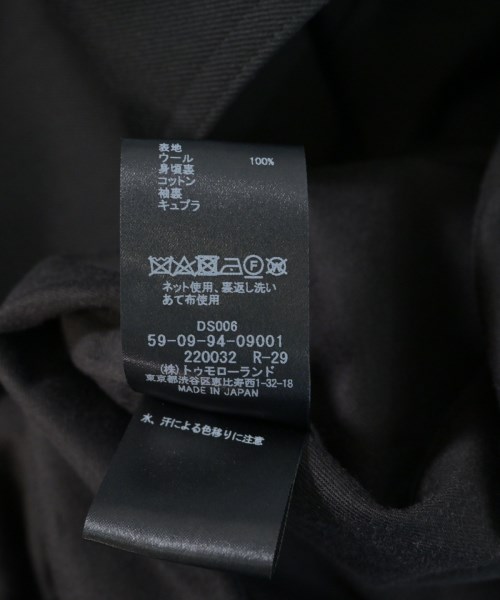 表地
ウール 100%
身頃裏
コットン
袖裏
キュプラ
F W
ネット使用、裏返し洗い
あて布使用
DS006
59-09-94-09001
220032 R-29
(株)トゥモローランド
東京都渋谷区恵比寿西1-32-18
MADE IN JAPAN
水、汗による色移りに注意